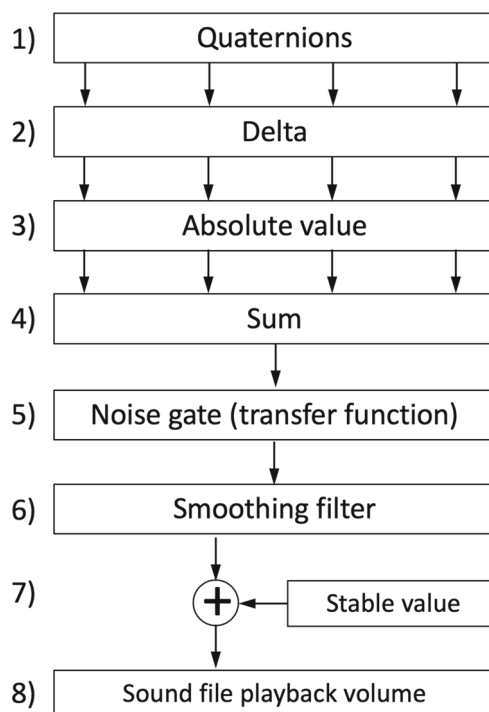 1) Quaternions
2) Delta
3) Absolute value
4) Sum
5) Noise gate (transfer function)
6) Smoothing filter
7) + Stable value
8) Sound file playback volume